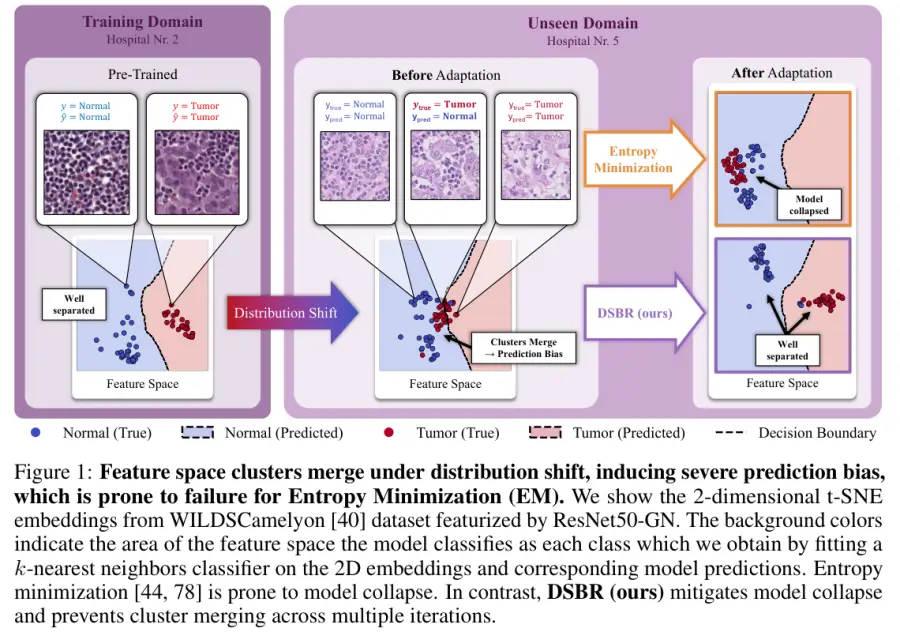 Training Domain
Hospital Nr. 2
Pre-Trained
y = Normal
ŷ = Normal
y = Tumor
ŷ = Tumor
Well
separated
Feature Space
Distribution Shift
Unseen Domain
Hospital Nr. 5
Before Adaptation
ytrue= Normal
ypred= Normal
ytrue= Tumor
ypred= Normal
ytrue= Tumor
ypred= Tumor
Clusters Merge
→ Prediction Bias
Feature Space
Entropy
Minimization
DSBR (ours)
After Adaptation
Model
collapsed
Well
separated
Feature Space
Normal (True)
Normal (Predicted)
Tumor (True)
Tumor (Predicted)
Decision Boundary
Figure 1: Feature space clusters merge under distribution shift, inducing severe prediction bias,
which is prone to failure for Entropy Minimization (EM). We show the 2-dimensional t-SNE
embeddings from WILDSCamelyon [40] dataset featurized by ResNet50-GN. The background colors
indicate the area of the feature space the model classifies as each class which we obtain by fitting a
k-nearest neighbors classifier on the 2D embeddings and corresponding model predictions. Entropy
minimization [44, 78] is prone to model collapse. In contrast, DSBR (ours) mitigates model collapse
and prevents cluster merging across multiple iterations.